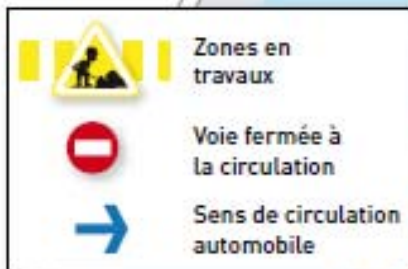 Zones en
travaux
Voie fermée à
la circulation
Sens de circulation
automobile